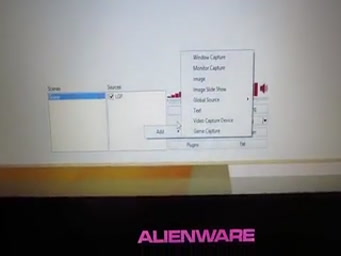 Scenes
Sources
Window Capture
Monitor Capture
Image
Image Slide Show
Global Source
Text
Video Capture Device
Game Capture
Add
Plugins
Exit
ALIENWARE